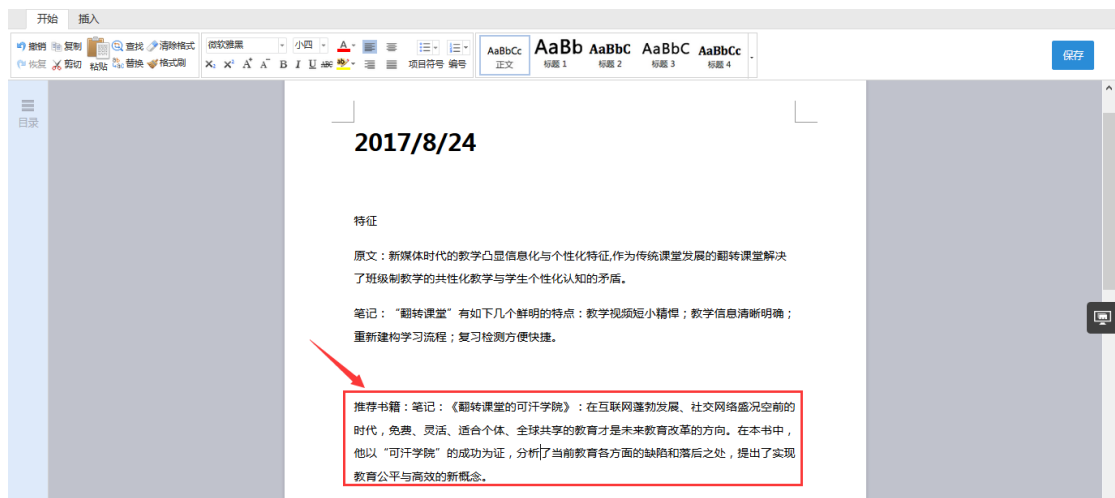 开始 插入
撤销 复制 查找 清除格式 微软雅黑 小四 AaBbCc AaBb AaBbC AaBbC AaBbCc
恢复 剪切 粘贴 替换 格式刷 X₂ X² A A B I U ABC 项目符号 编号 正文 标题 1 标题 2 标题 3 标题 4 保存
目录
2017/8/24
特征
原文：新媒体时代的教学凸显信息化与个性化特征,作为传统课堂发展的翻转课堂解决
了班级制教学的共性化教学与学生个性化认知的矛盾。
笔记：“翻转课堂”有如下几个鲜明的特点：教学视频短小精悍；教学信息清晰明确；
重新建构学习流程；复习检测方便快捷。
推荐书籍：笔记：《翻转课堂的可汗学院》：在互联网蓬勃发展、社交网络盛况空前的
时代，免费、灵活、适合个体、全球共享的教育才是未来教育改革的方向。在本书中，
他以“可汗学院”的成功为证，分析了当前教育各方面的缺陷和落后之处，提出了实现
教育公平与高效的新概念。